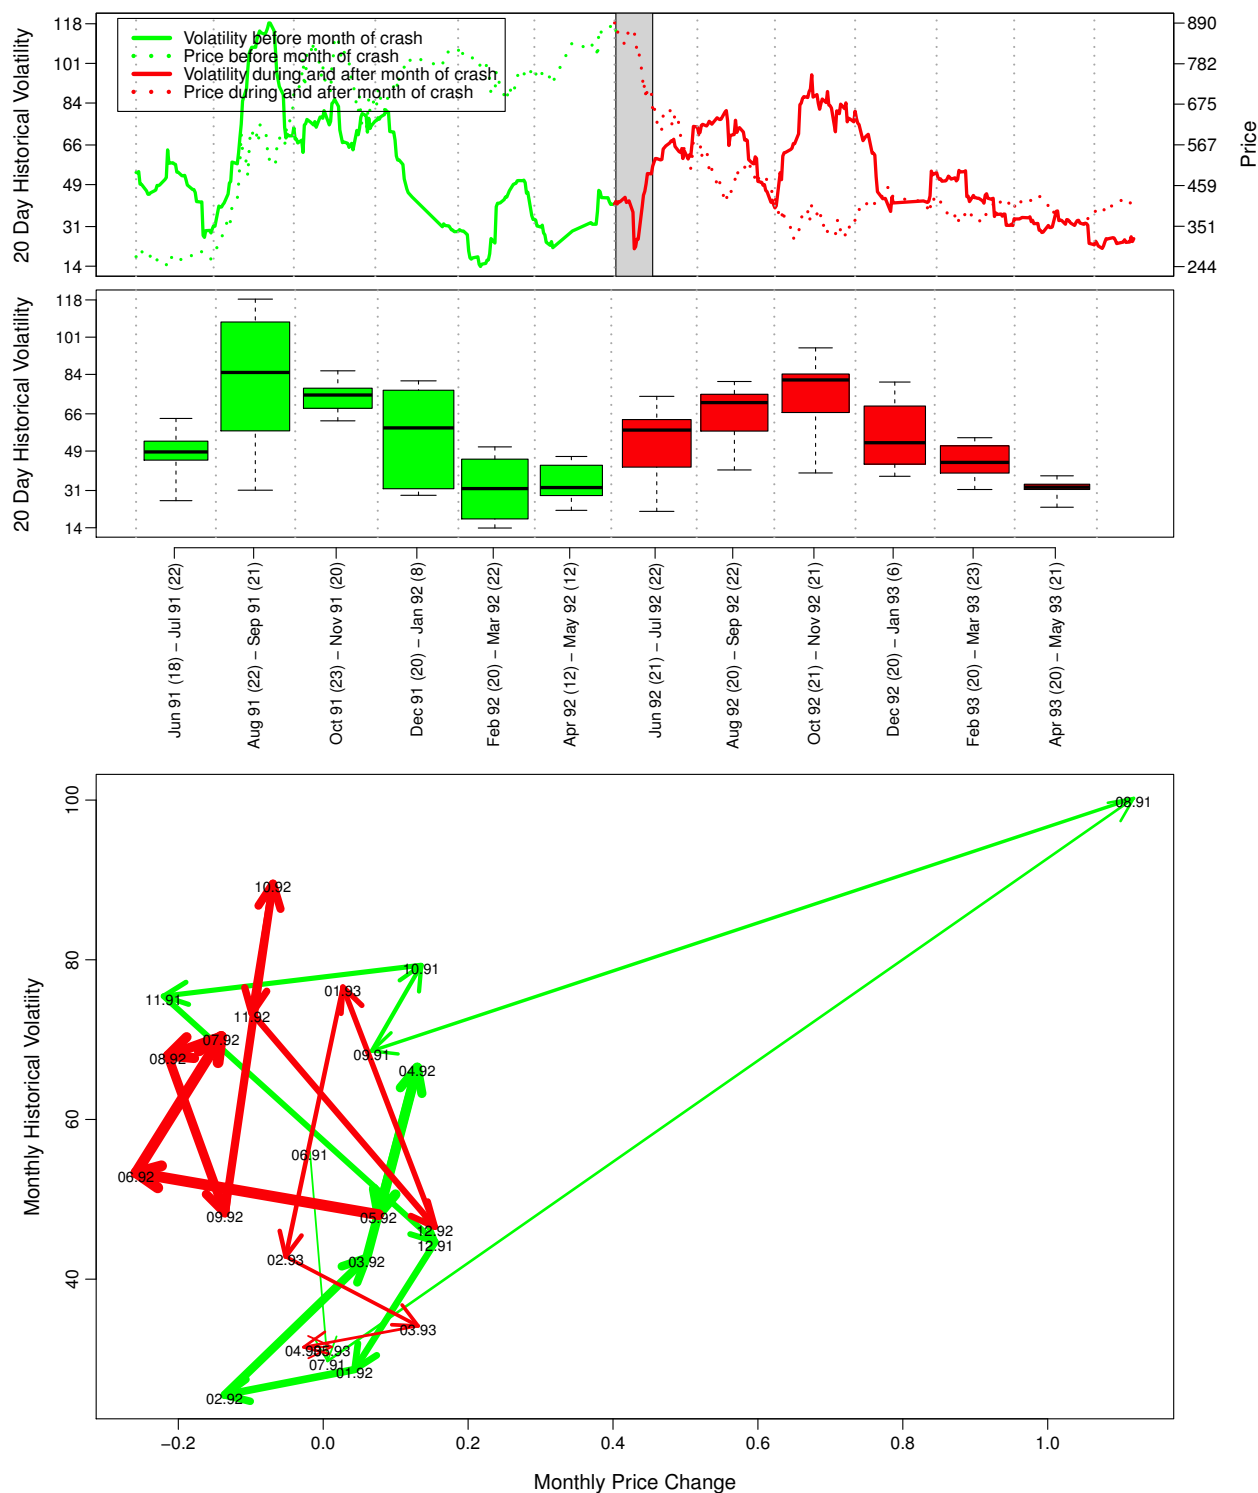 Volatility before month of crash
Price before month of crash
Volatility during and after month of crash
Price during and after month of crash
20 Day Historical Volatility
118
101
84
66
49
31
14
890
782
675
567
459
351
244
Price
20 Day Historical Volatility
118
101
84
66
49
31
14
Jun 91 (18) − Jul 91 (22)
Aug 91 (22) − Sep 91 (21)
Oct 91 (23) − Nov 91 (20)
Dec 91 (20) − Jan 92 (8)
Feb 92 (20) − Mar 92 (22)
Apr 92 (12) − May 92 (12)
Jun 92 (21) − Jul 92 (22)
Aug 92 (20) − Sep 92 (22)
Oct 92 (21) − Nov 92 (21)
Dec 92 (20) − Jan 93 (6)
Feb 93 (20) − Mar 93 (23)
Apr 93 (20) − May 93 (21)
Monthly Historical Volatility
100
80
60
40
08.91
10.92
10.91
01.93
11.91
11.92
07.92
09.91
08.92
04.92
06.91
06.92
09.92
05.92
12.92
12.91
02.93
03.92
03.93
04.93
05.93
07.91
01.92
02.92
−0.2
0.0
0.2
0.4
0.6
0.8
1.0
Monthly Price Change